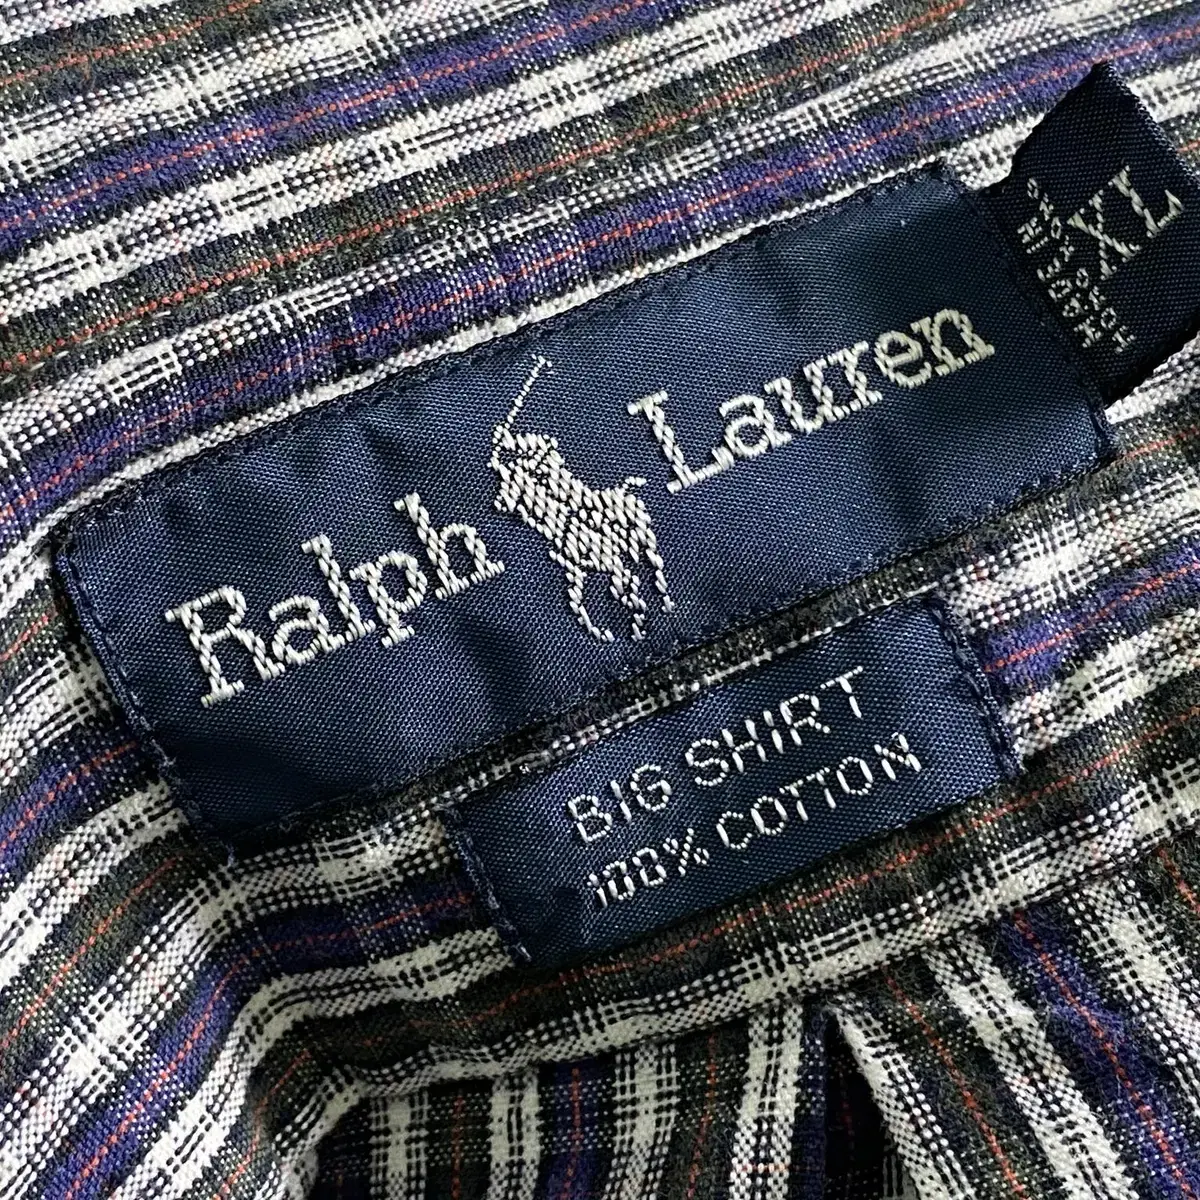 Ralph Lauren
XL
BIG SHIRT
100% COTTON